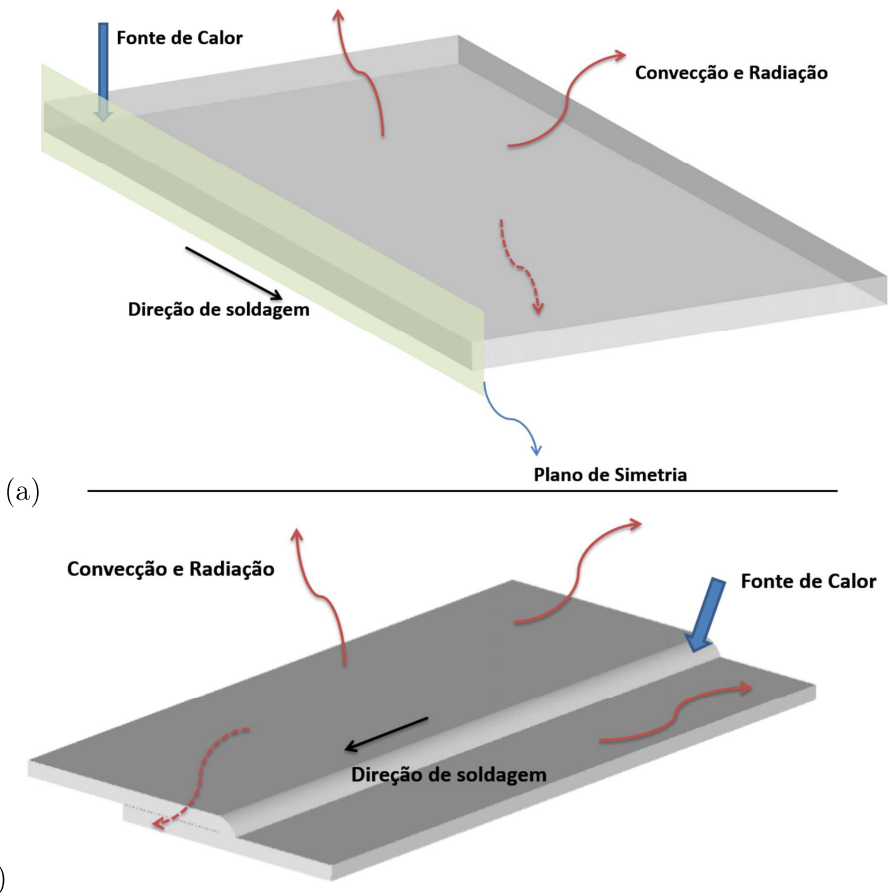 Fonte de Calor
Convecção e Radiação
Direção de soldagem
Plano de Simetria
(a)
Convecção e Radiação
Fonte de Calor
Direção de soldagem
)